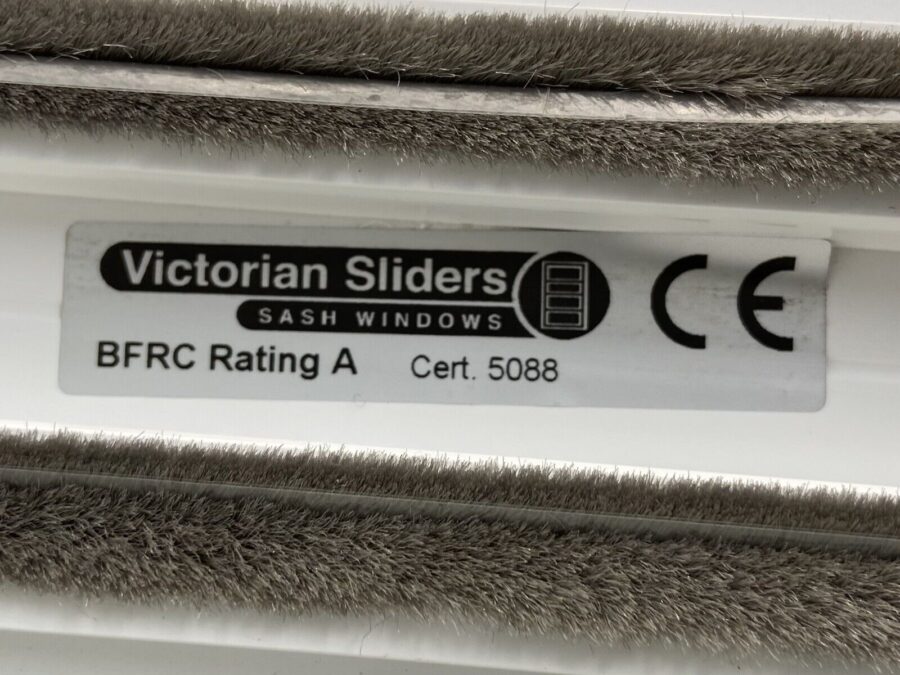 Victorian Sliders
SASH WINDOWS
CE
BFRC Rating A Cert. 5088